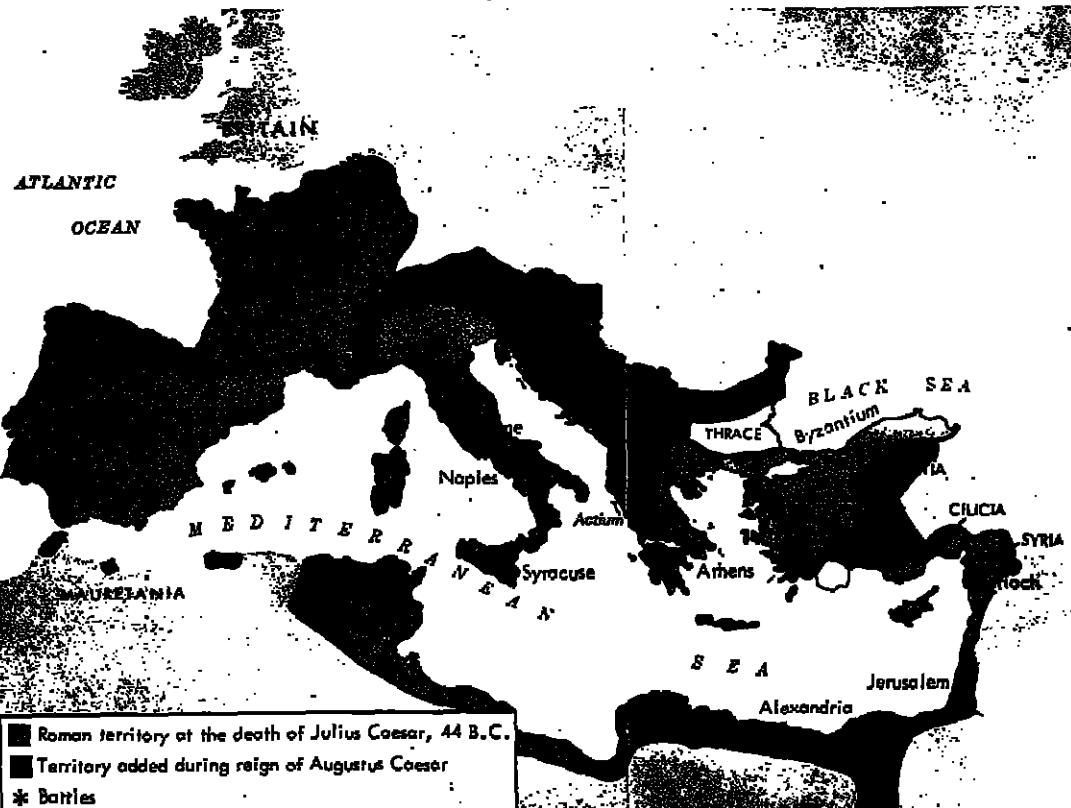 BRITAIN
ATLANTIC
OCEAN
BLACK SEA
THRACE
Byzantium
Naples
CILICIA
Actium
SYRIA
MEDITERRANEAN
Syracuse
Athens
MAURETANIA
SEA
Jerusalem
Alexandria
Roman territory at the death of Julius Caesar, 44 B.C.
Territory added during reign of Augustus Caesar
* Battles